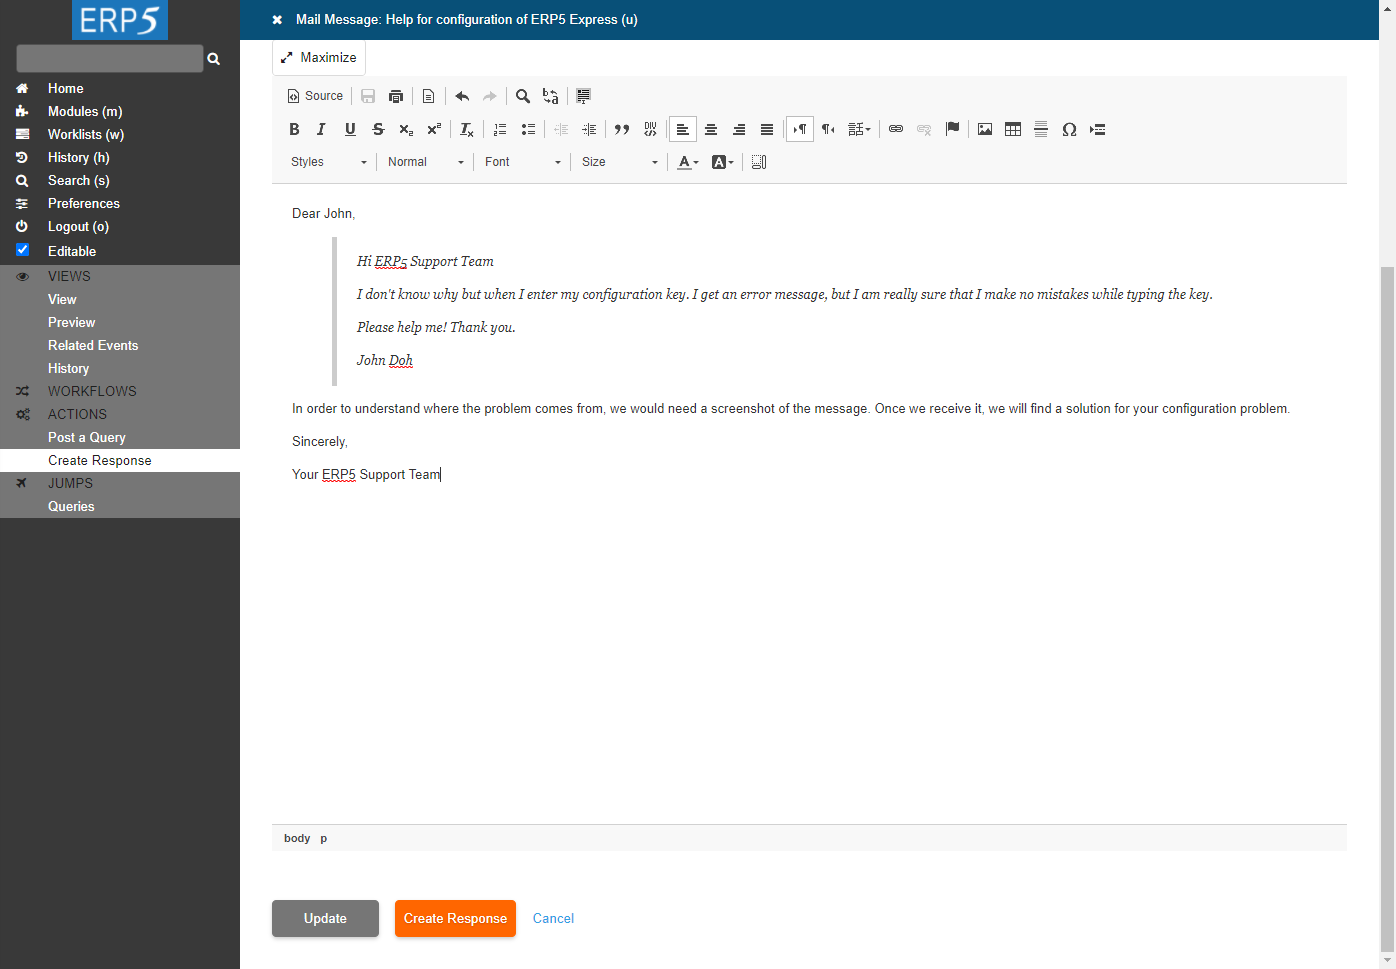 ERP5
Mail Message: Help for configuration of ERP5 Express (u)
Home
Modules (m)
Worklists (w)
History (h)
Search (s)
Preferences
Logout (o)
Editable
VIEWS
View
Preview
Related Events
History
WORKFLOWS
ACTIONS
Post a Query
Create Response
JUMPS
Queries
Maximize
Source
Styles Normal Font Size
Dear John,
Hi ERP5 Support Team
I don't know why but when I enter my configuration key. I get an error message, but I am really sure that I make no mistakes while typing the key.
Please help me! Thank you.
John Doh
In order to understand where the problem comes from, we would need a screenshot of the message. Once we receive it, we will find a solution for your configuration problem.
Sincerely,
Your ERP5 Support Team
body p
Update Create Response Cancel